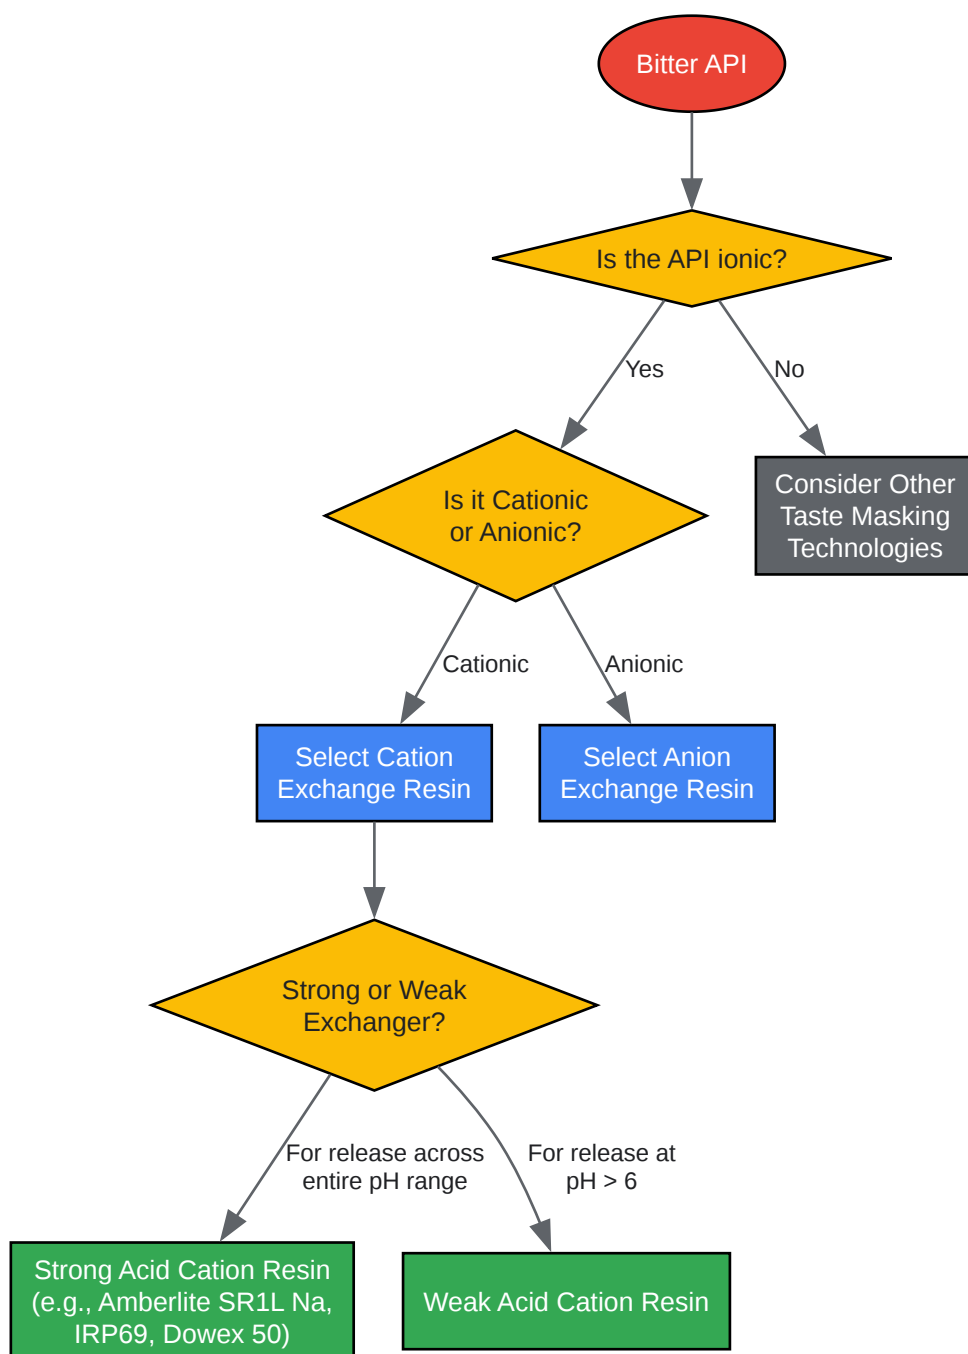 Bitter API
Is the API ionic?
Yes
No
Is it Cationic
or Anionic?
Consider Other
Taste Masking
Technologies
Cationic
Anionic
Select Cation
Exchange Resin
Select Anion
Exchange Resin
Strong or Weak
Exchanger?
For release across
entire pH range
For release at
pH > 6
Strong Acid Cation Resin
(e.g., Amberlite SR1L Na,
IRP69, Dowex 50)
Weak Acid Cation Resin